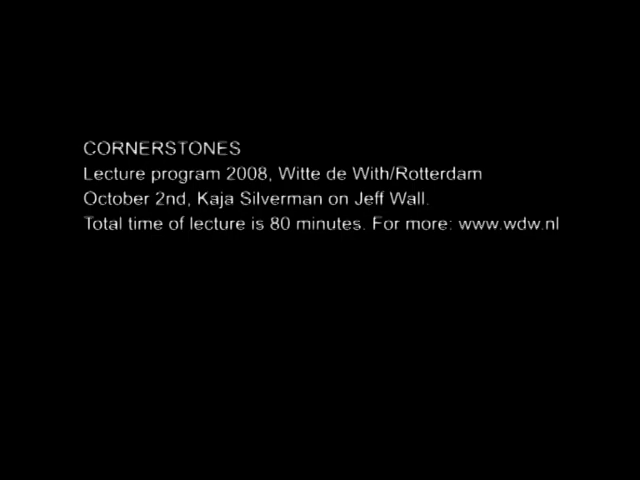 CORNERSTONES
Lecture program 2008, Witte de With/Rotterdam
October 2nd, Kaja Silverman on Jeff Wall.
Total time of lecture is 80 minutes. For more: www.wdw.nl